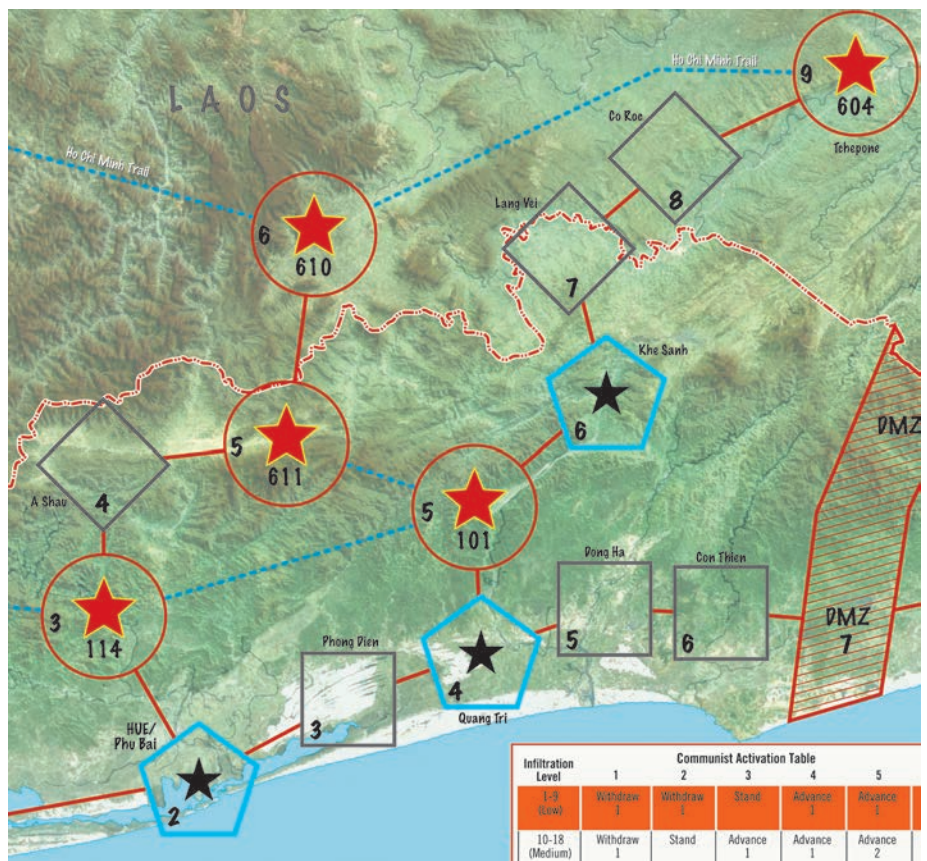 LAOS
Ho Chi Minh Trail
Ho Chi Minh Trail
9
604
Tchepone
Co Roc
8
Lang Vei
7
6
610
Khe Sanh
6
5
611
A Shau
4
5
101
DMZ
DMZ
7
3
114
Dong Ha
5
Con Thien
6
Phong Dien
3
4
Quang Tri
HUE/
Phu Bai
2
Communist Activation Table
Infiltration
Level
1 2 3 4 5
1-9
(Low)
Withdraw
1
Withdraw
1
Stand
Advance
1
Advance
1
10-18
(Medium)
Withdraw
1
Stand
Advance
1
Advance
1
Advance
2